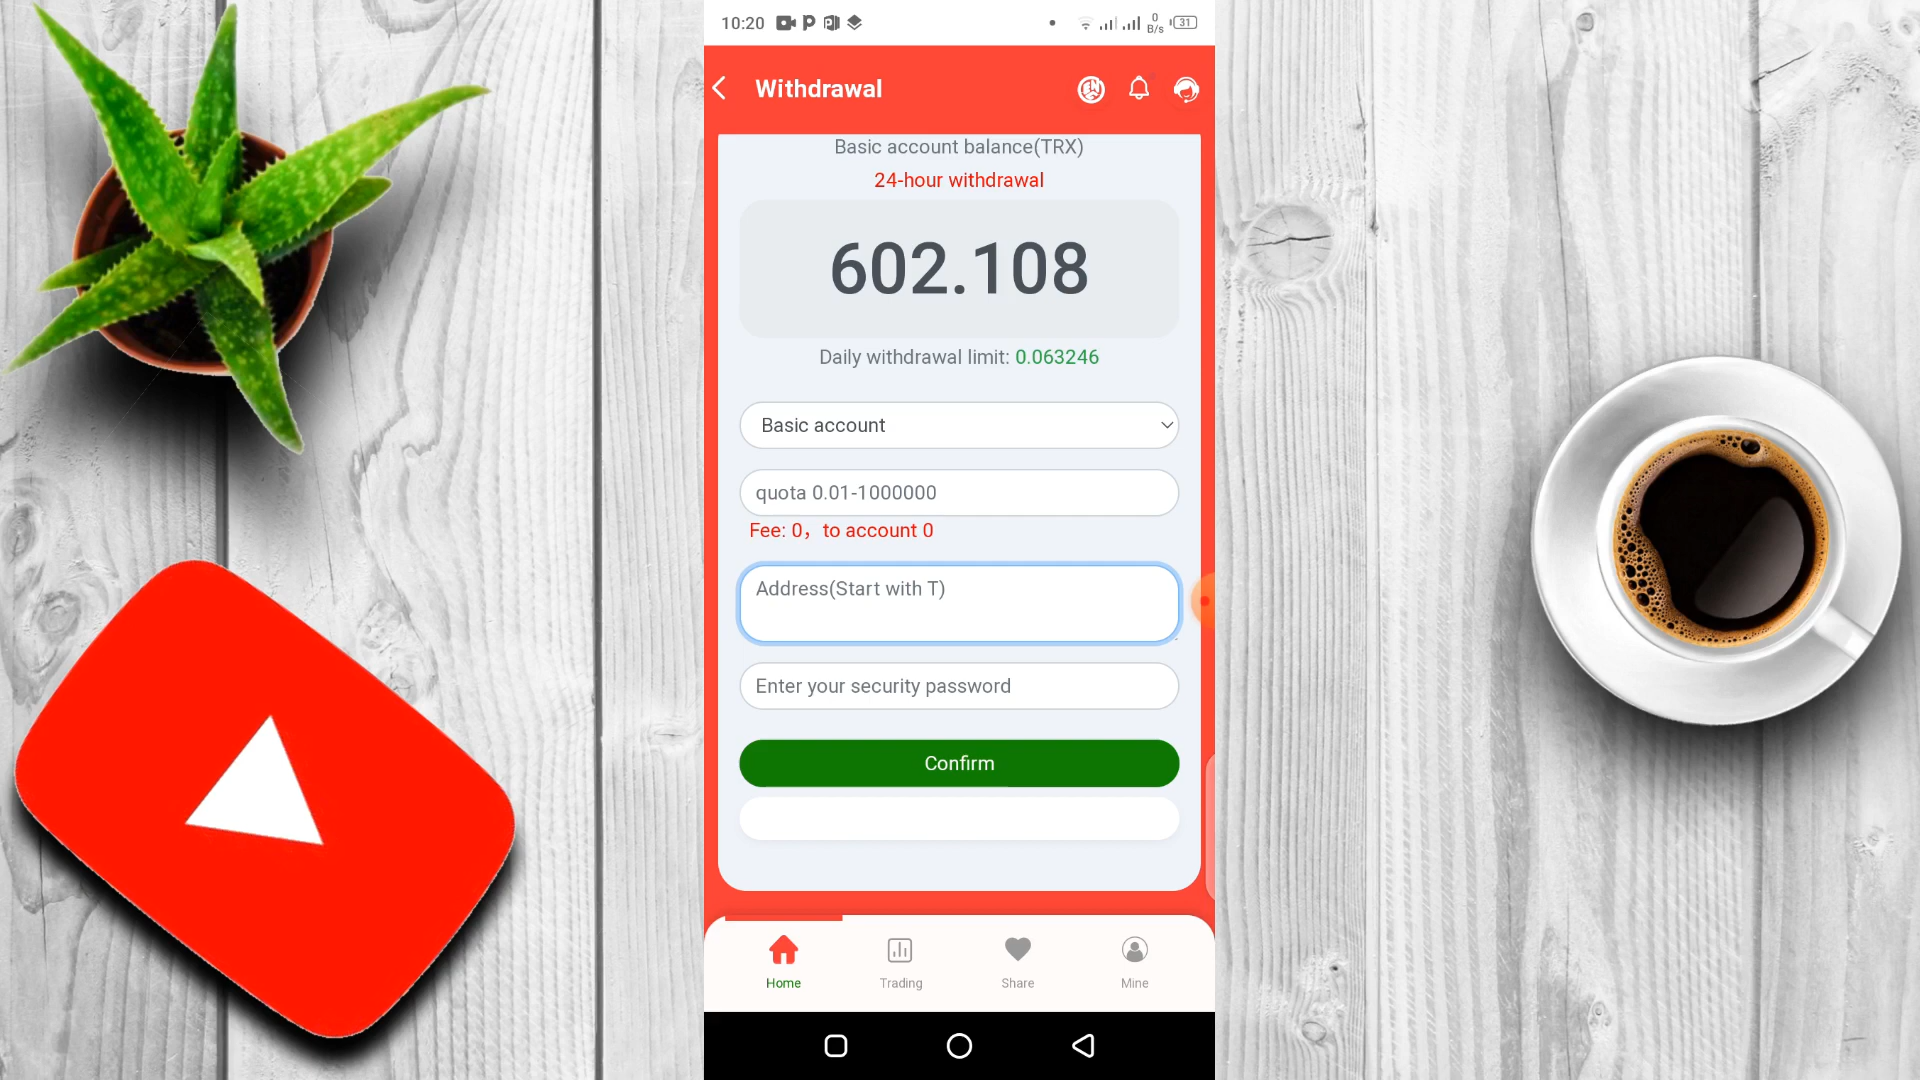 10:20
0
B/s
31
Withdrawal
Basic account balance(TRX)
24-hour withdrawal
602.108
Daily withdrawal limit: 0.063246
Basic account
quota 0.01-1000000
Fee: 0，to account 0
Address(Start with T)
Enter your security password
Confirm
Home
Trading
Share
Mine